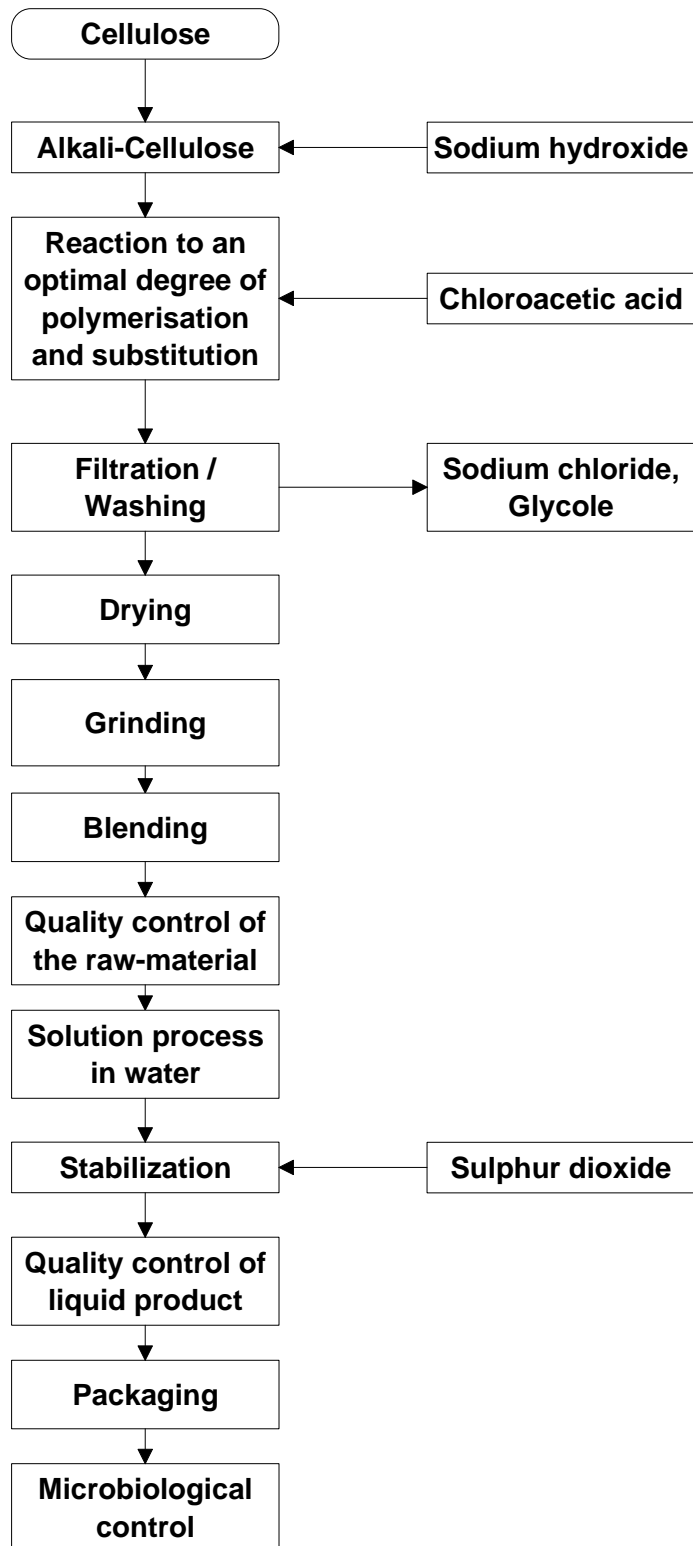 Cellulose
Alkali-Cellulose
Sodium hydroxide
Reaction to an
optimal degree of
polymerisation
and substitution
Chloroacetic acid
Filtration /
Washing
Sodium chloride,
Glycole
Drying
Grinding
Blending
Quality control of
the raw-material
Solution process
in water
Stabilization
Sulphur dioxide
Quality control of
liquid product
Packaging
Microbiological
control